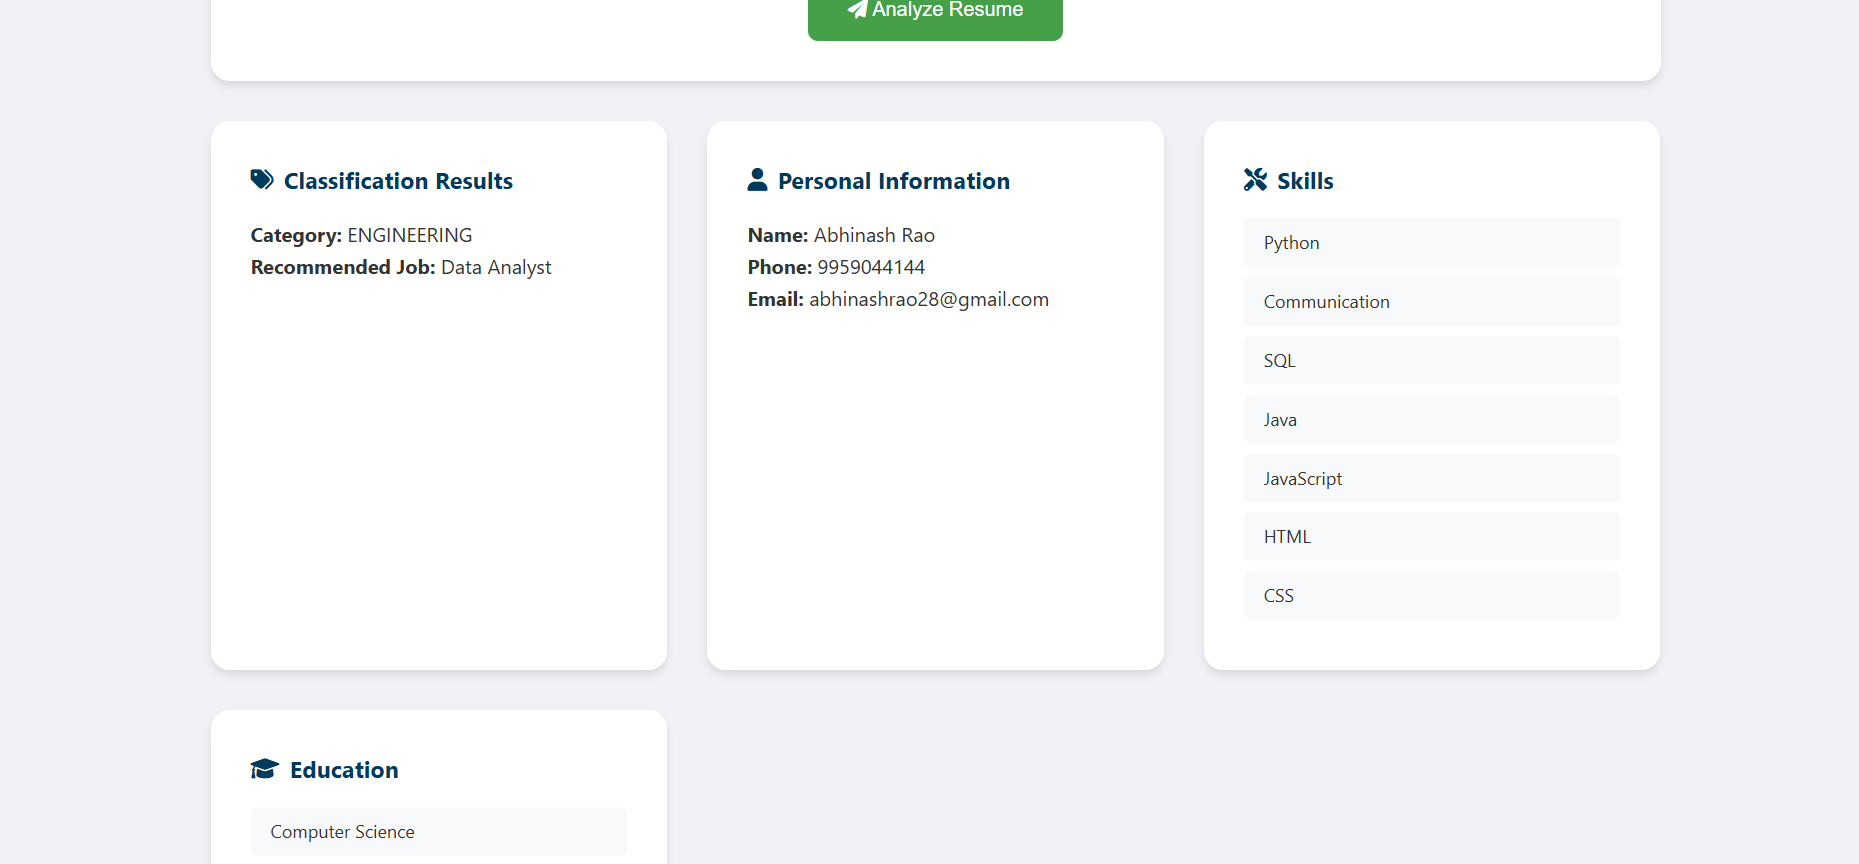 Analyze Resume
Classification Results
Category: ENGINEERING
Recommended Job: Data Analyst
Personal Information
Name: Abhinash Rao
Phone: 9959044144
Email: abhinashrao28@gmail.com
Skills
Python
Communication
SQL
Java
JavaScript
HTML
CSS
Education
Computer Science